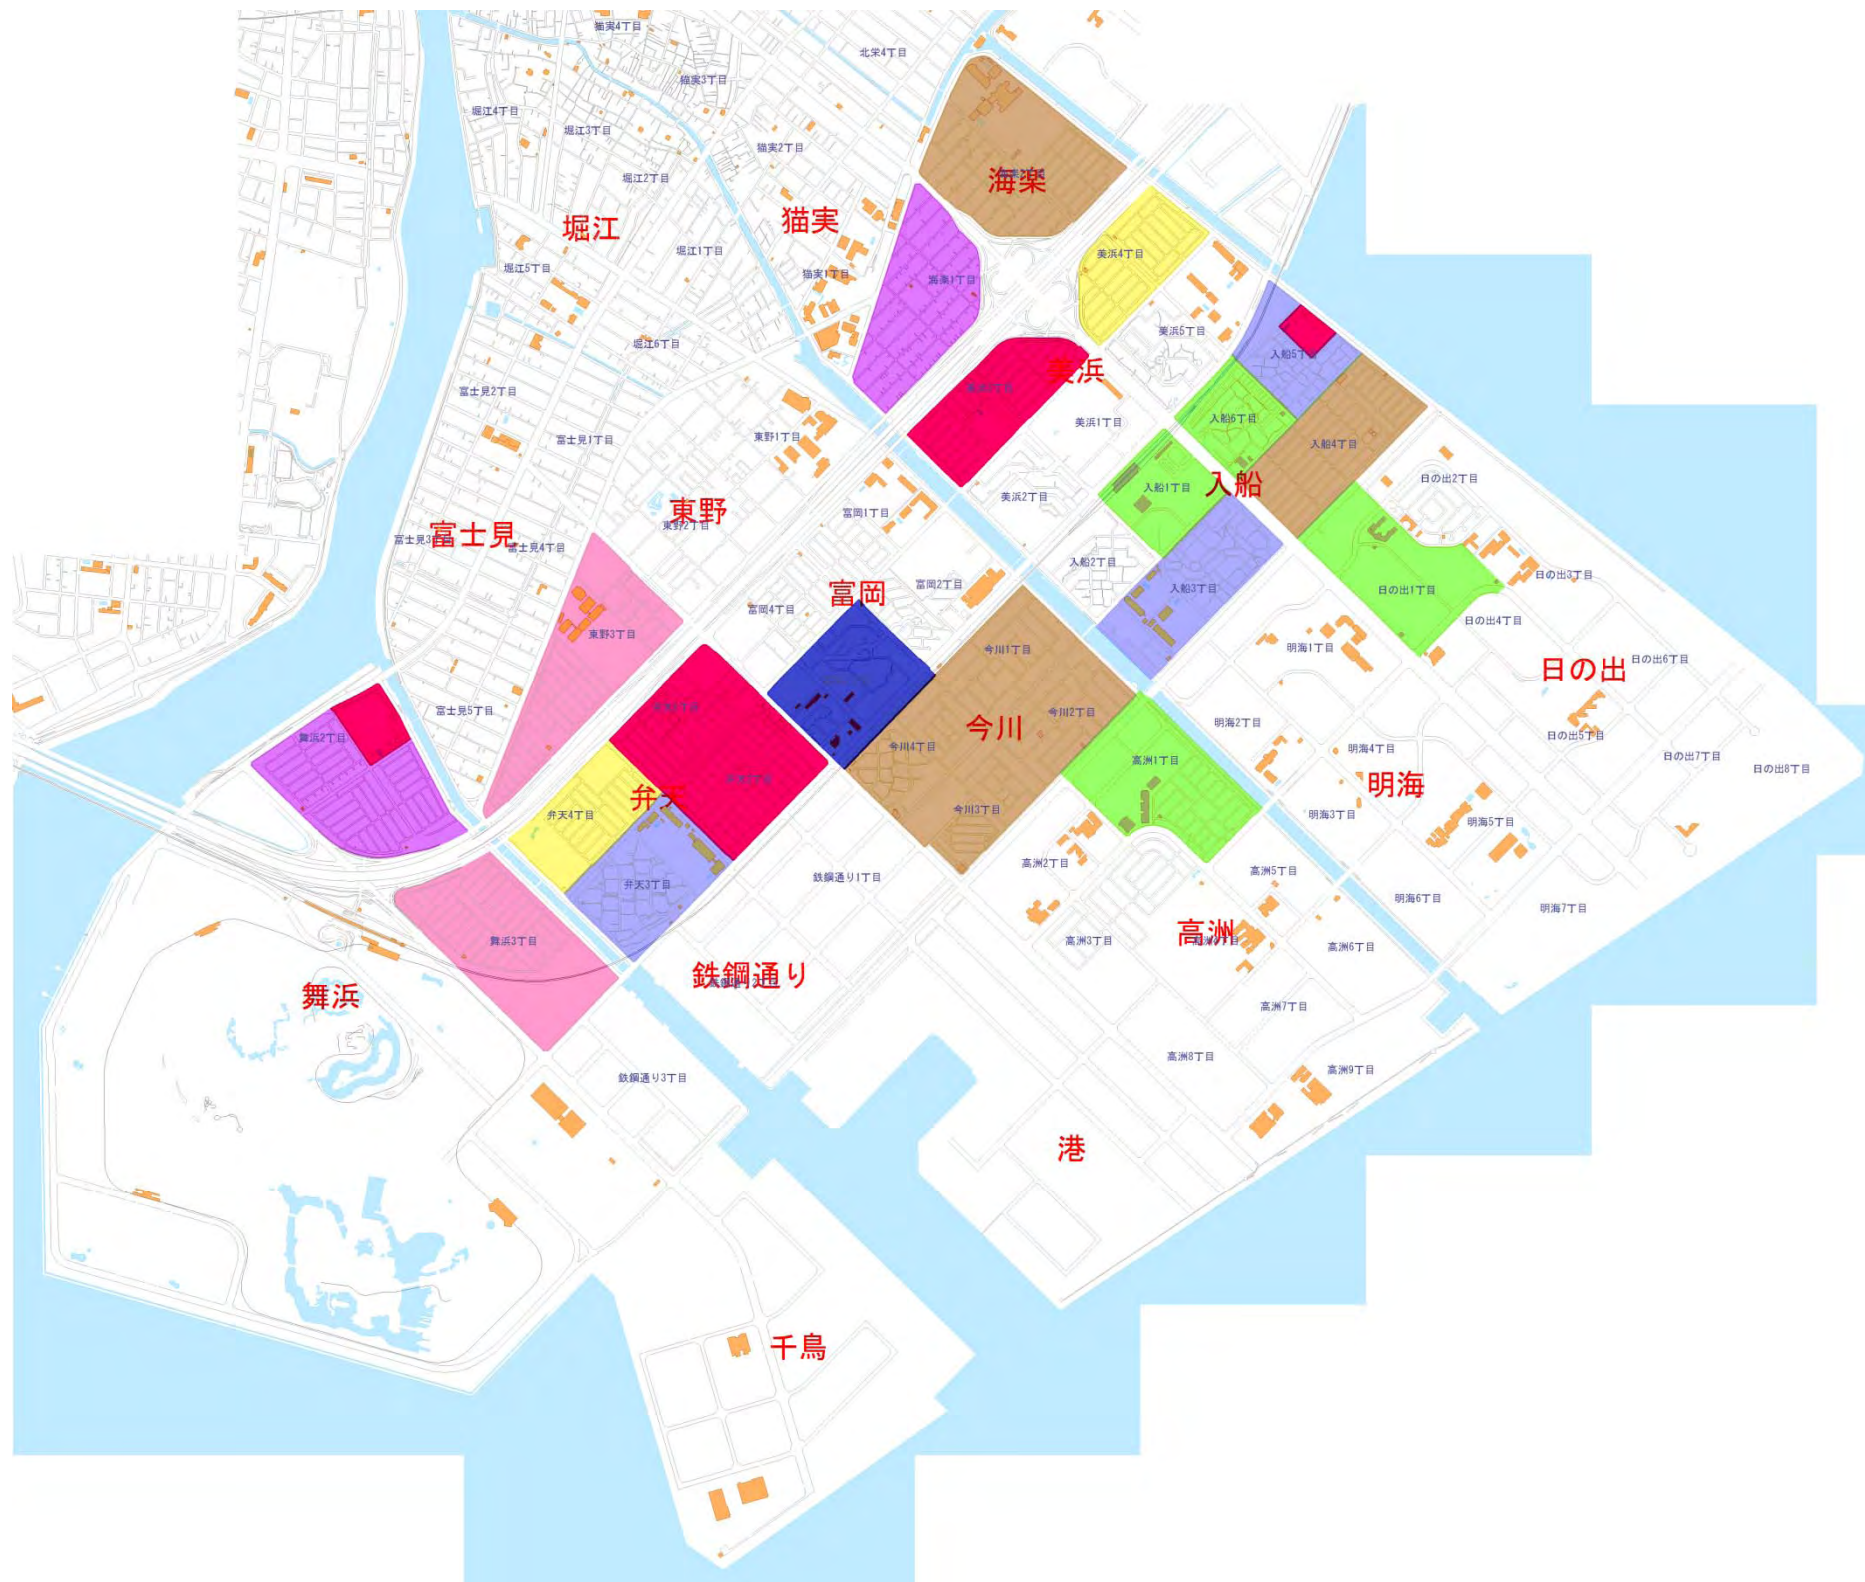 猫実4丁目
北栄4丁目
猫実3丁目
堀江4丁目
堀江3丁目
猫実2丁目
堀江2丁目
海楽
猫実
堀江
堀江1丁目
美浜4丁目
堀江5丁目
猫実1丁目
海楽1丁目
美浜5丁目
堀江6丁目
入船5丁目
美浜
富士見2丁目
美浜1丁目
入船6丁目
富士見1丁目
東野1丁目
入船4丁目
日の出2丁目
入船
入船1丁目
美浜2丁目
東野
富岡1丁目
東野2丁目
富士見
富士見3丁目
富士見4丁目
入船2丁目
日の出3丁目
富岡2丁目
入船3丁目
日の出1丁目
富岡
富岡4丁目
日の出4丁目
東野3丁目
今川1丁目
明海1丁目
日の出6丁目
日の出
富士見5丁目
今川2丁目
明海2丁目
今川
舞浜2丁目
今川4丁目
明海4丁目
日の出5丁目
日の出7丁目
高洲1丁目
日の出8丁目
明海
弁天
弁天4丁目
今川3丁目
明海3丁目
明海5丁目
高洲2丁目
高洲5丁目
鉄鋼通り1丁目
弁天3丁目
明海6丁目
明海7丁目
高洲
舞浜3丁目
高洲3丁目
高洲6丁目
鉄鋼通り
舞浜
高洲7丁目
高洲8丁目
高洲9丁目
鉄鋼通り3丁目
港
千鳥